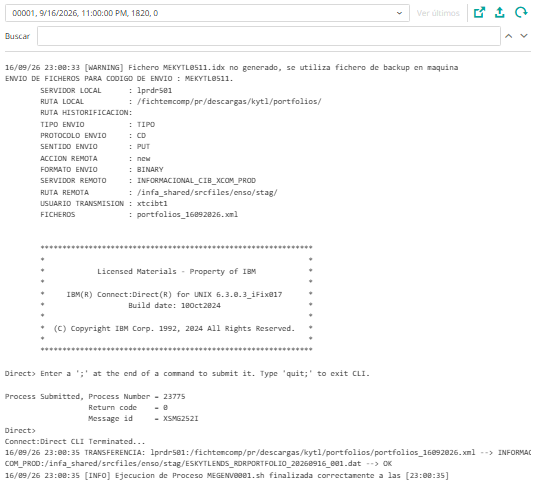 00001, 9/16/2026, 11:00:00 PM, 1820, 0
Ver últimos
Buscar
16/09/26 23:00:33 [WARNING] Fichero MEKYTL0511.idx no generado, se utiliza fichero de backup en maquina
ENVIO DE FICHEROS PARA CODIGO DE ENVIO : MEKYTL0511.
SERVIDOR LOCAL : lprdr501
RUTA LOCAL : /fichtemcomp/pr/descargas/kytl/portfolios/
RUTA HISTORIFICACION:
TIPO ENVIO : TIPO
PROTOCOLO ENVIO : CD
SENTIDO ENVIO : PUT
ACCION REMOTA : new
FORMATO ENVIO : BINARY
SERVIDOR REMOTO : INFORMACIONAL_CIB_XCOM_PROD
RUTA REMOTA : /infa_shared/srcfiles/enso/stag/
USUARIO TRANSMISION : xtcibt1
FICHEROS : portfolios_16092026.xml
**************************************************************
* *
* Licensed Materials - Property of IBM *
* *
* IBM(R) Connect:Direct(R) for UNIX 6.3.0.3_iFix017 *
* Build date: 10Oct2024 *
* *
* (C) Copyright IBM Corp. 1992, 2024 All Rights Reserved. *
* *
**************************************************************
Direct> Enter a ';' at the end of a command to submit it. Type 'quit;' to exit CLI.
Process Submitted, Process Number = 23775
Return code = 0
Message id = XSMG252I
Direct>
Connect:Direct CLI Terminated...
16/09/26 23:00:35 TRANSFERENCIA: lprdr501:/fichtemcomp/pr/descargas/kytl/portfolios/portfolios_16092026.xml --> INFORMAC
COM_PROD:/infa_shared/srcfiles/enso/stag/ESKYTLENDS_RDRPORTFOLIO_20260916_001.dat --> OK
16/09/26 23:00:35 [INFO] Ejecucion de Proceso MEGENV0001.sh finalizada correctamente a las [23:00:35]